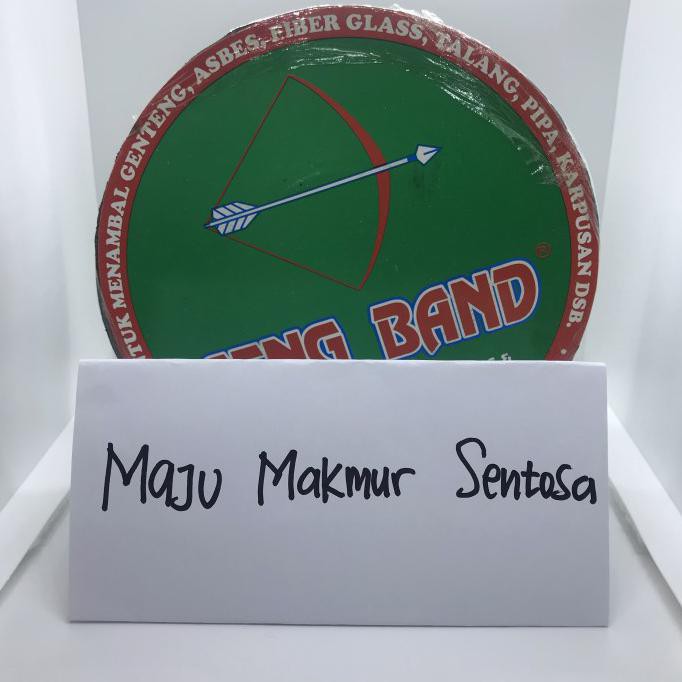 TUK MENAMBAL GENTENG, ASBES, FIBER GLASS, TALANG, PIPA, KARPUSAN DSB.
ENG BAND ®
Maju Makmur Sentosa